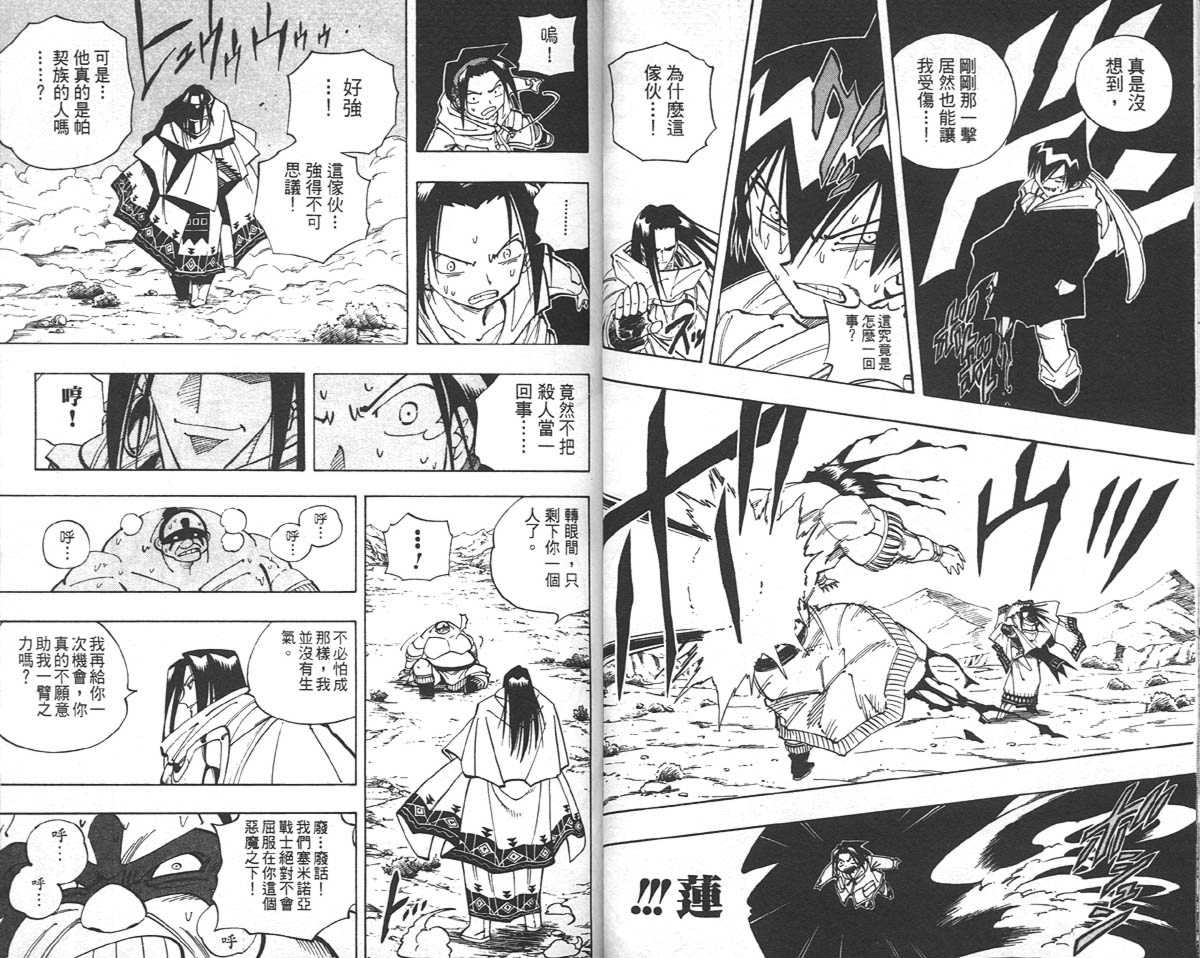 真是沒
想到，
剛剛那一擊
居然也能讓
我受傷…！
這究竟是
怎麼一回
事？
為什麼這
傢伙…！
蓮
!!!
嗚！
………
好強
…！
這傢伙…
強得不可
思議！
可是…
他真的是帕
契族的人嗎
……？
竟然不把
殺人當一
回事……
哼！
轉眼間，只
剩下你一個
人了。
…！
呼…
呼…
呼…
不必怕成
那樣，我
並沒有生
氣。
我再給你一
次機會，你
真的不願意
助我一臂之
力嗎？
廢…廢話！
我們塞米諾亞
戰士絕對不會
屈服在你這個
惡魔之下！
呼…
呼…
呼